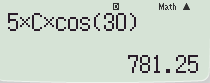 D Math ▲
5×C×cos(30)
781.25